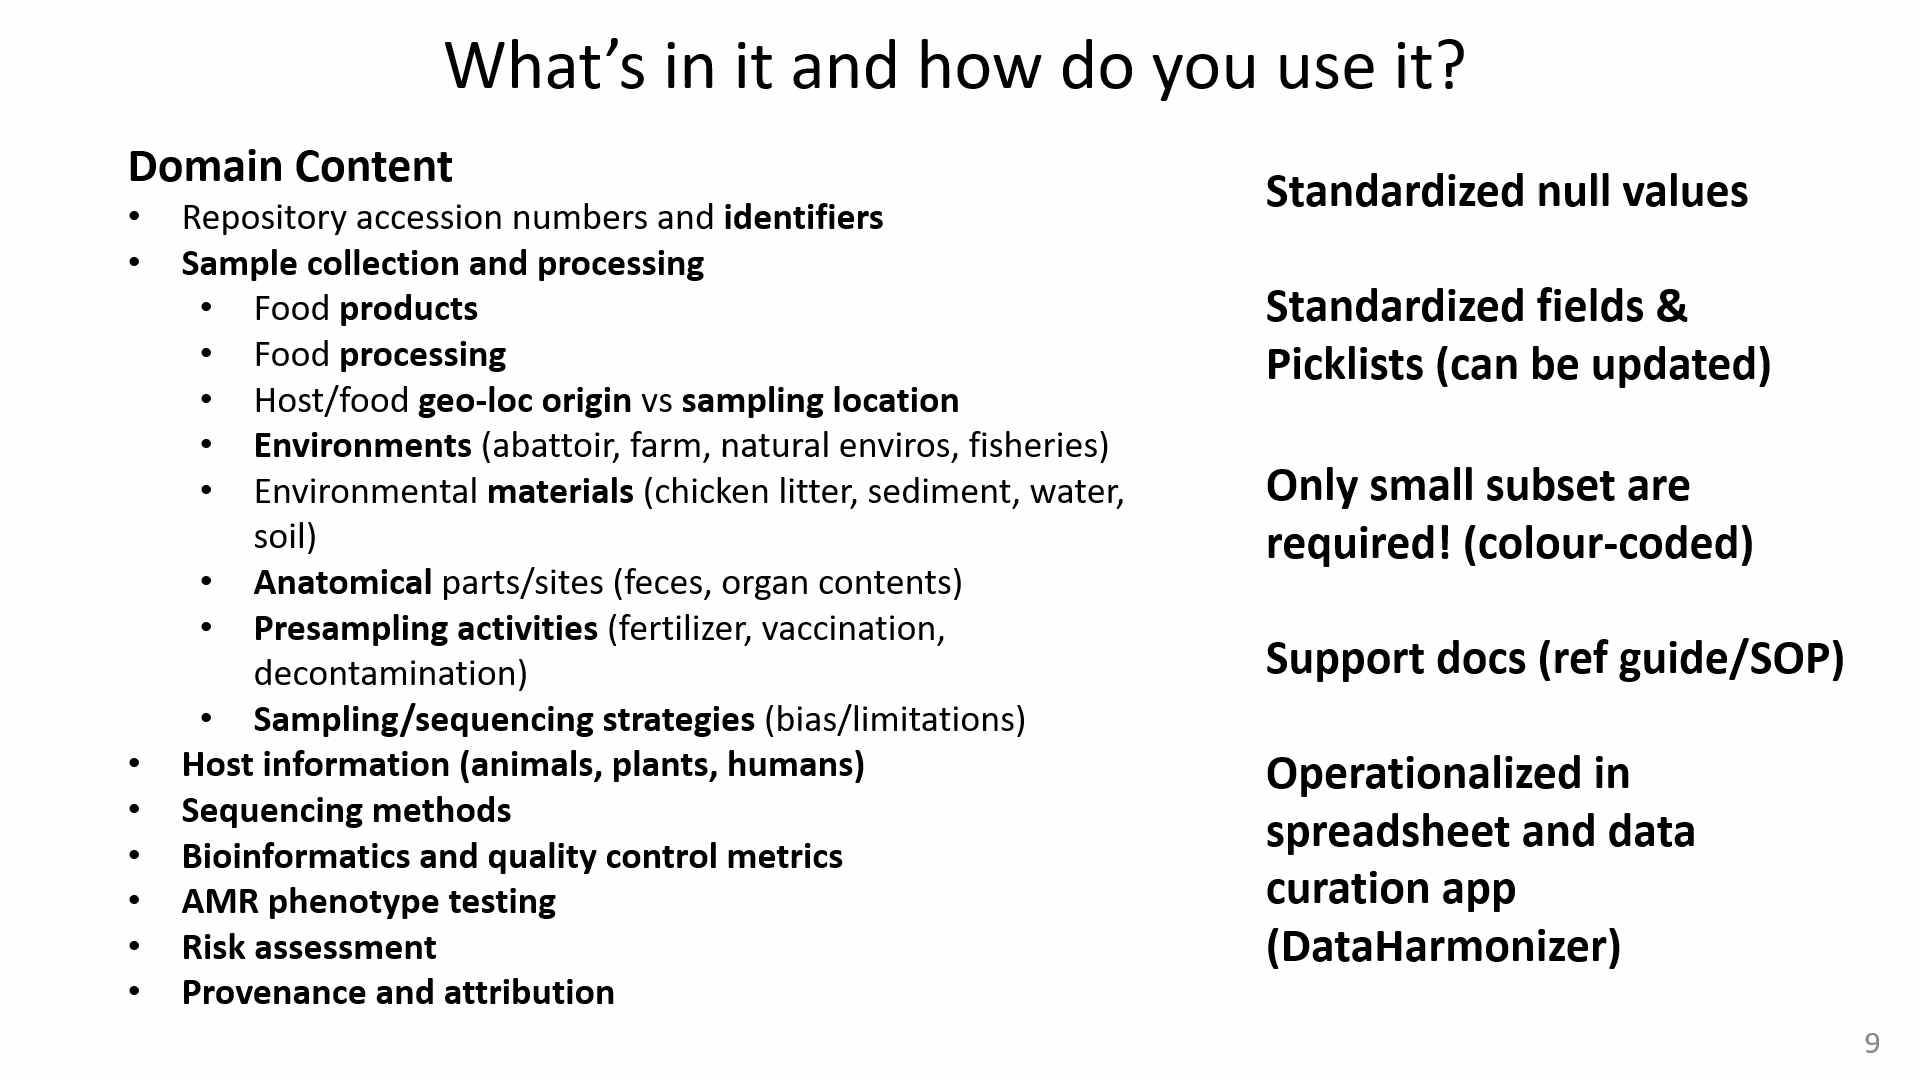 What’s in it and how do you use it?
Domain Content
• Repository accession numbers and identifiers
• Sample collection and processing
• Food products
• Food processing
• Host/food geo-loc origin vs sampling location
• Environments (abattoir, farm, natural enviros, fisheries)
• Environmental materials (chicken litter, sediment, water,
soil)
• Anatomical parts/sites (feces, organ contents)
• Presampling activities (fertilizer, vaccination,
decontamination)
• Sampling/sequencing strategies (bias/limitations)
• Host information (animals, plants, humans)
• Sequencing methods
• Bioinformatics and quality control metrics
• AMR phenotype testing
• Risk assessment
• Provenance and attribution
Standardized null values
Standardized fields &
Picklists (can be updated)
Only small subset are
required! (colour-coded)
Support docs (ref guide/SOP)
Operationalized in
spreadsheet and data
curation app
(DataHarmonizer)
9